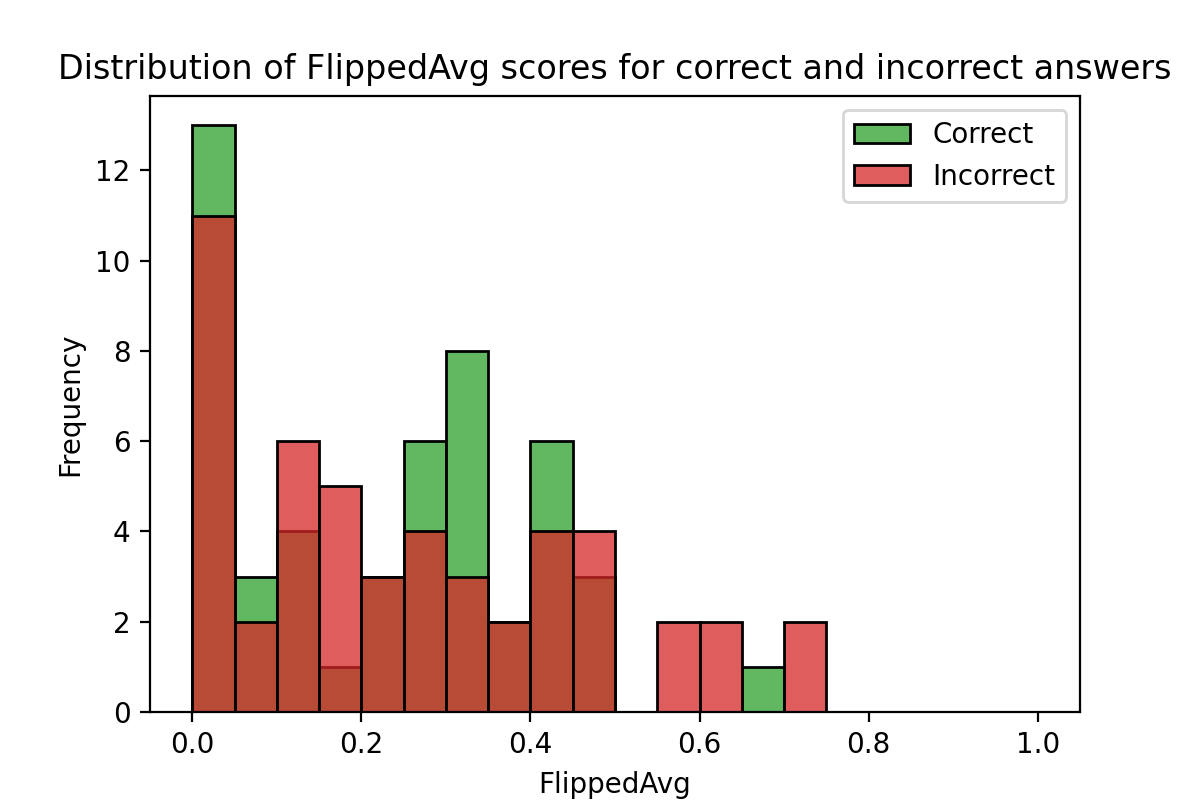 Distribution of FlippedAvg scores for correct and incorrect answers
Correct
Incorrect
12
10
8
6
4
2
0
Frequency
0.0 0.2 0.4 0.6 0.8 1.0
FlippedAvg